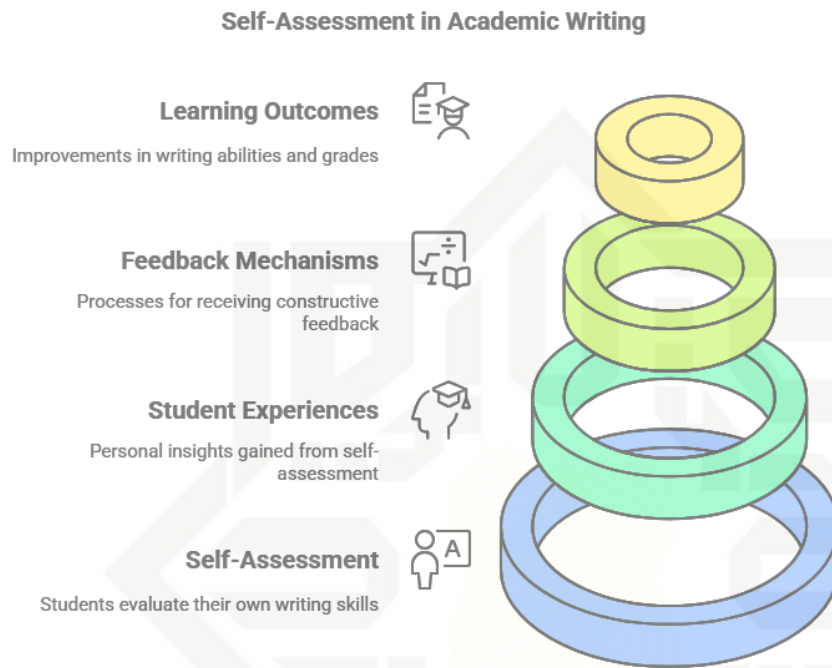 Self-Assessment in Academic Writing
Learning Outcomes
Improvements in writing abilities and grades
Feedback Mechanisms
Processes for receiving constructive
feedback
Student Experiences
Personal insights gained from self-
assessment
Self-Assessment
A
Students evaluate their own writing skills